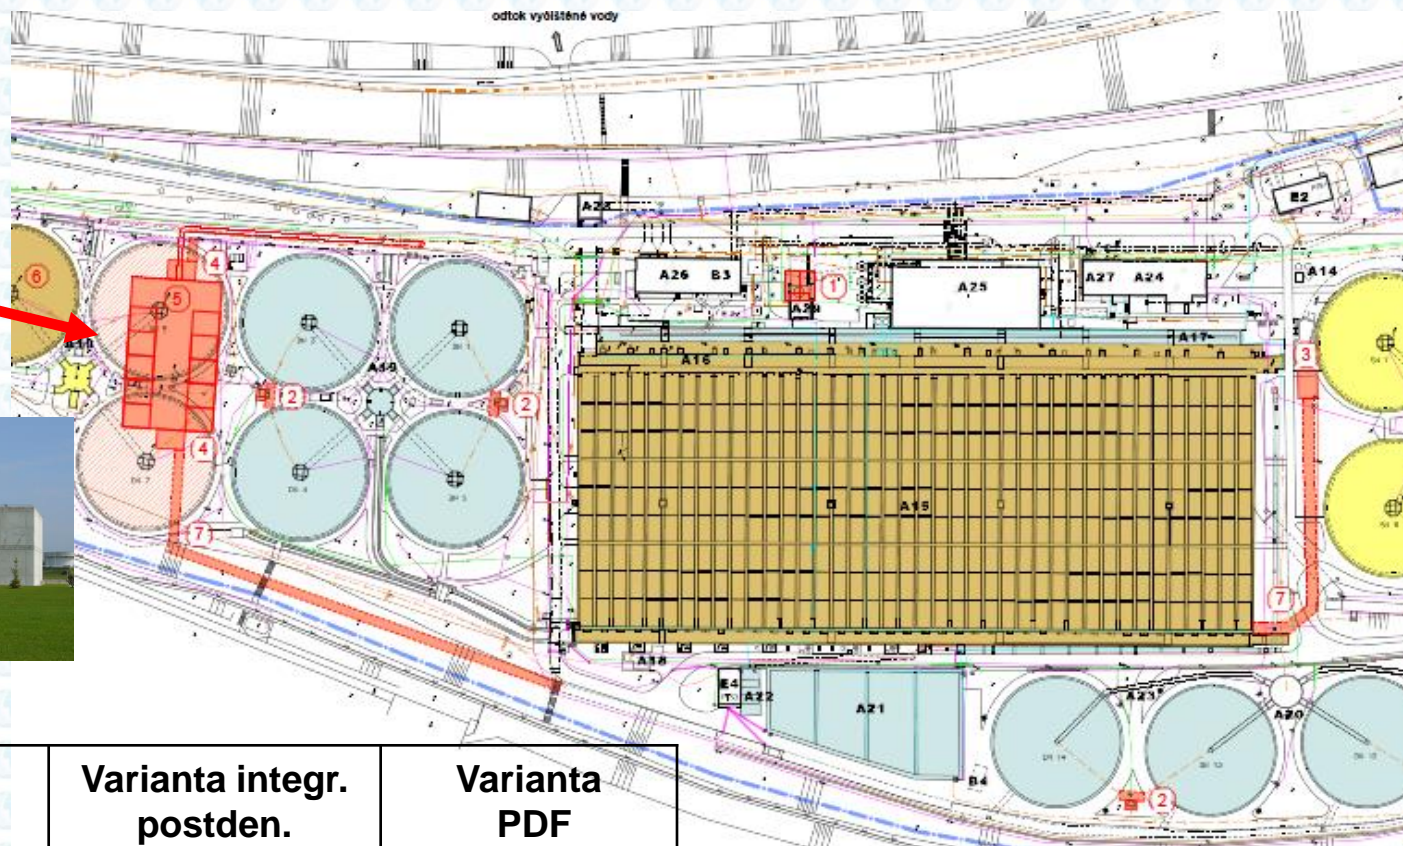 odtok vyčištěné vody
A28
E2
6
4
5
A26 B3
1
A29
A25
A27 A24
A14
A17
A16
3
A19
2
2
4
A15
7
7
A18
E4
A22
A21
A23
A20
B4
2
Varianta integr.
postden.
Varianta
PDF